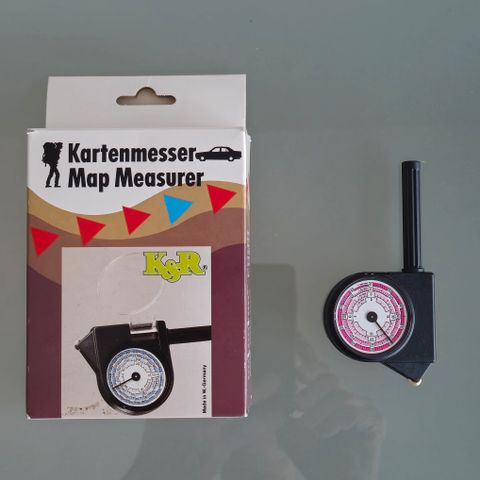 Kartenmesser
Map Measurer
K&R®
Made in W.-Germany